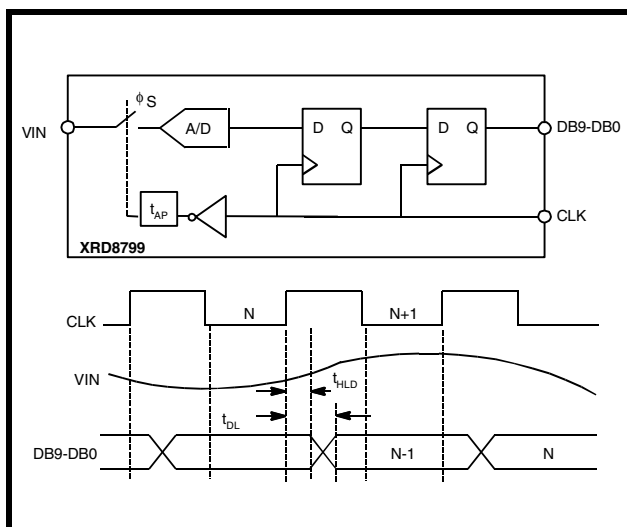 ϕS
VIN
A/D
D Q
D Q
DB9-DB0
tAP
CLK
XRD8799
CLK
N
N+1
VIN
tHLD
tDL
DB9-DB0
N-1
N